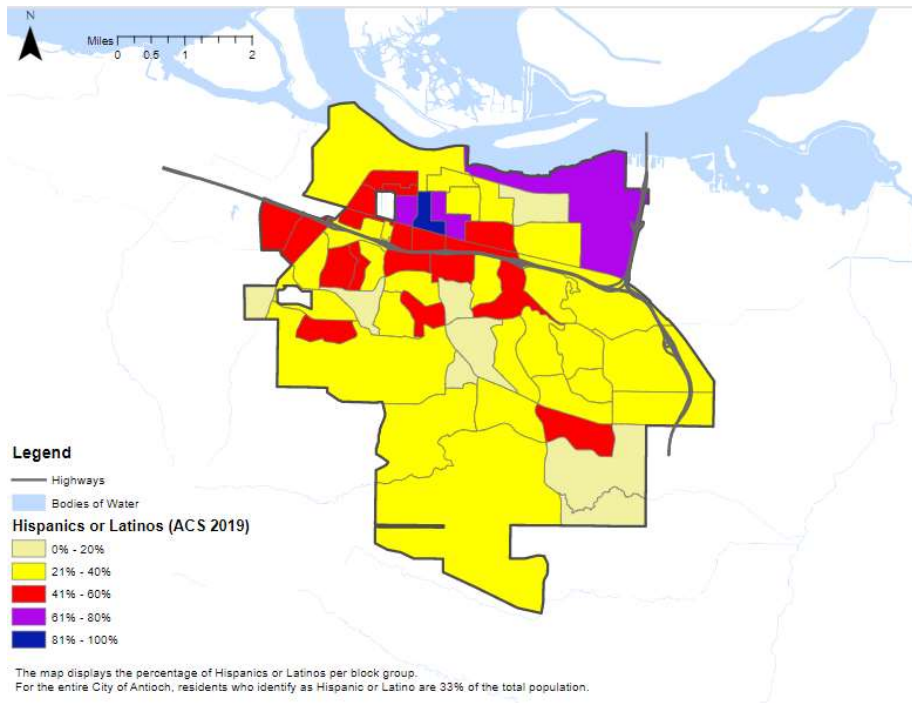 N
Miles
0 0.5 1 2
Legend
Highways
Bodies of Water
Hispanics or Latinos (ACS 2019)
0% - 20%
21% - 40%
41% - 60%
61% - 80%
81% - 100%
The map displays the percentage of Hispanics or Latinos per block group.
For the entire City of Antioch, residents who identify as Hispanic or Latino are 33% of the total population.